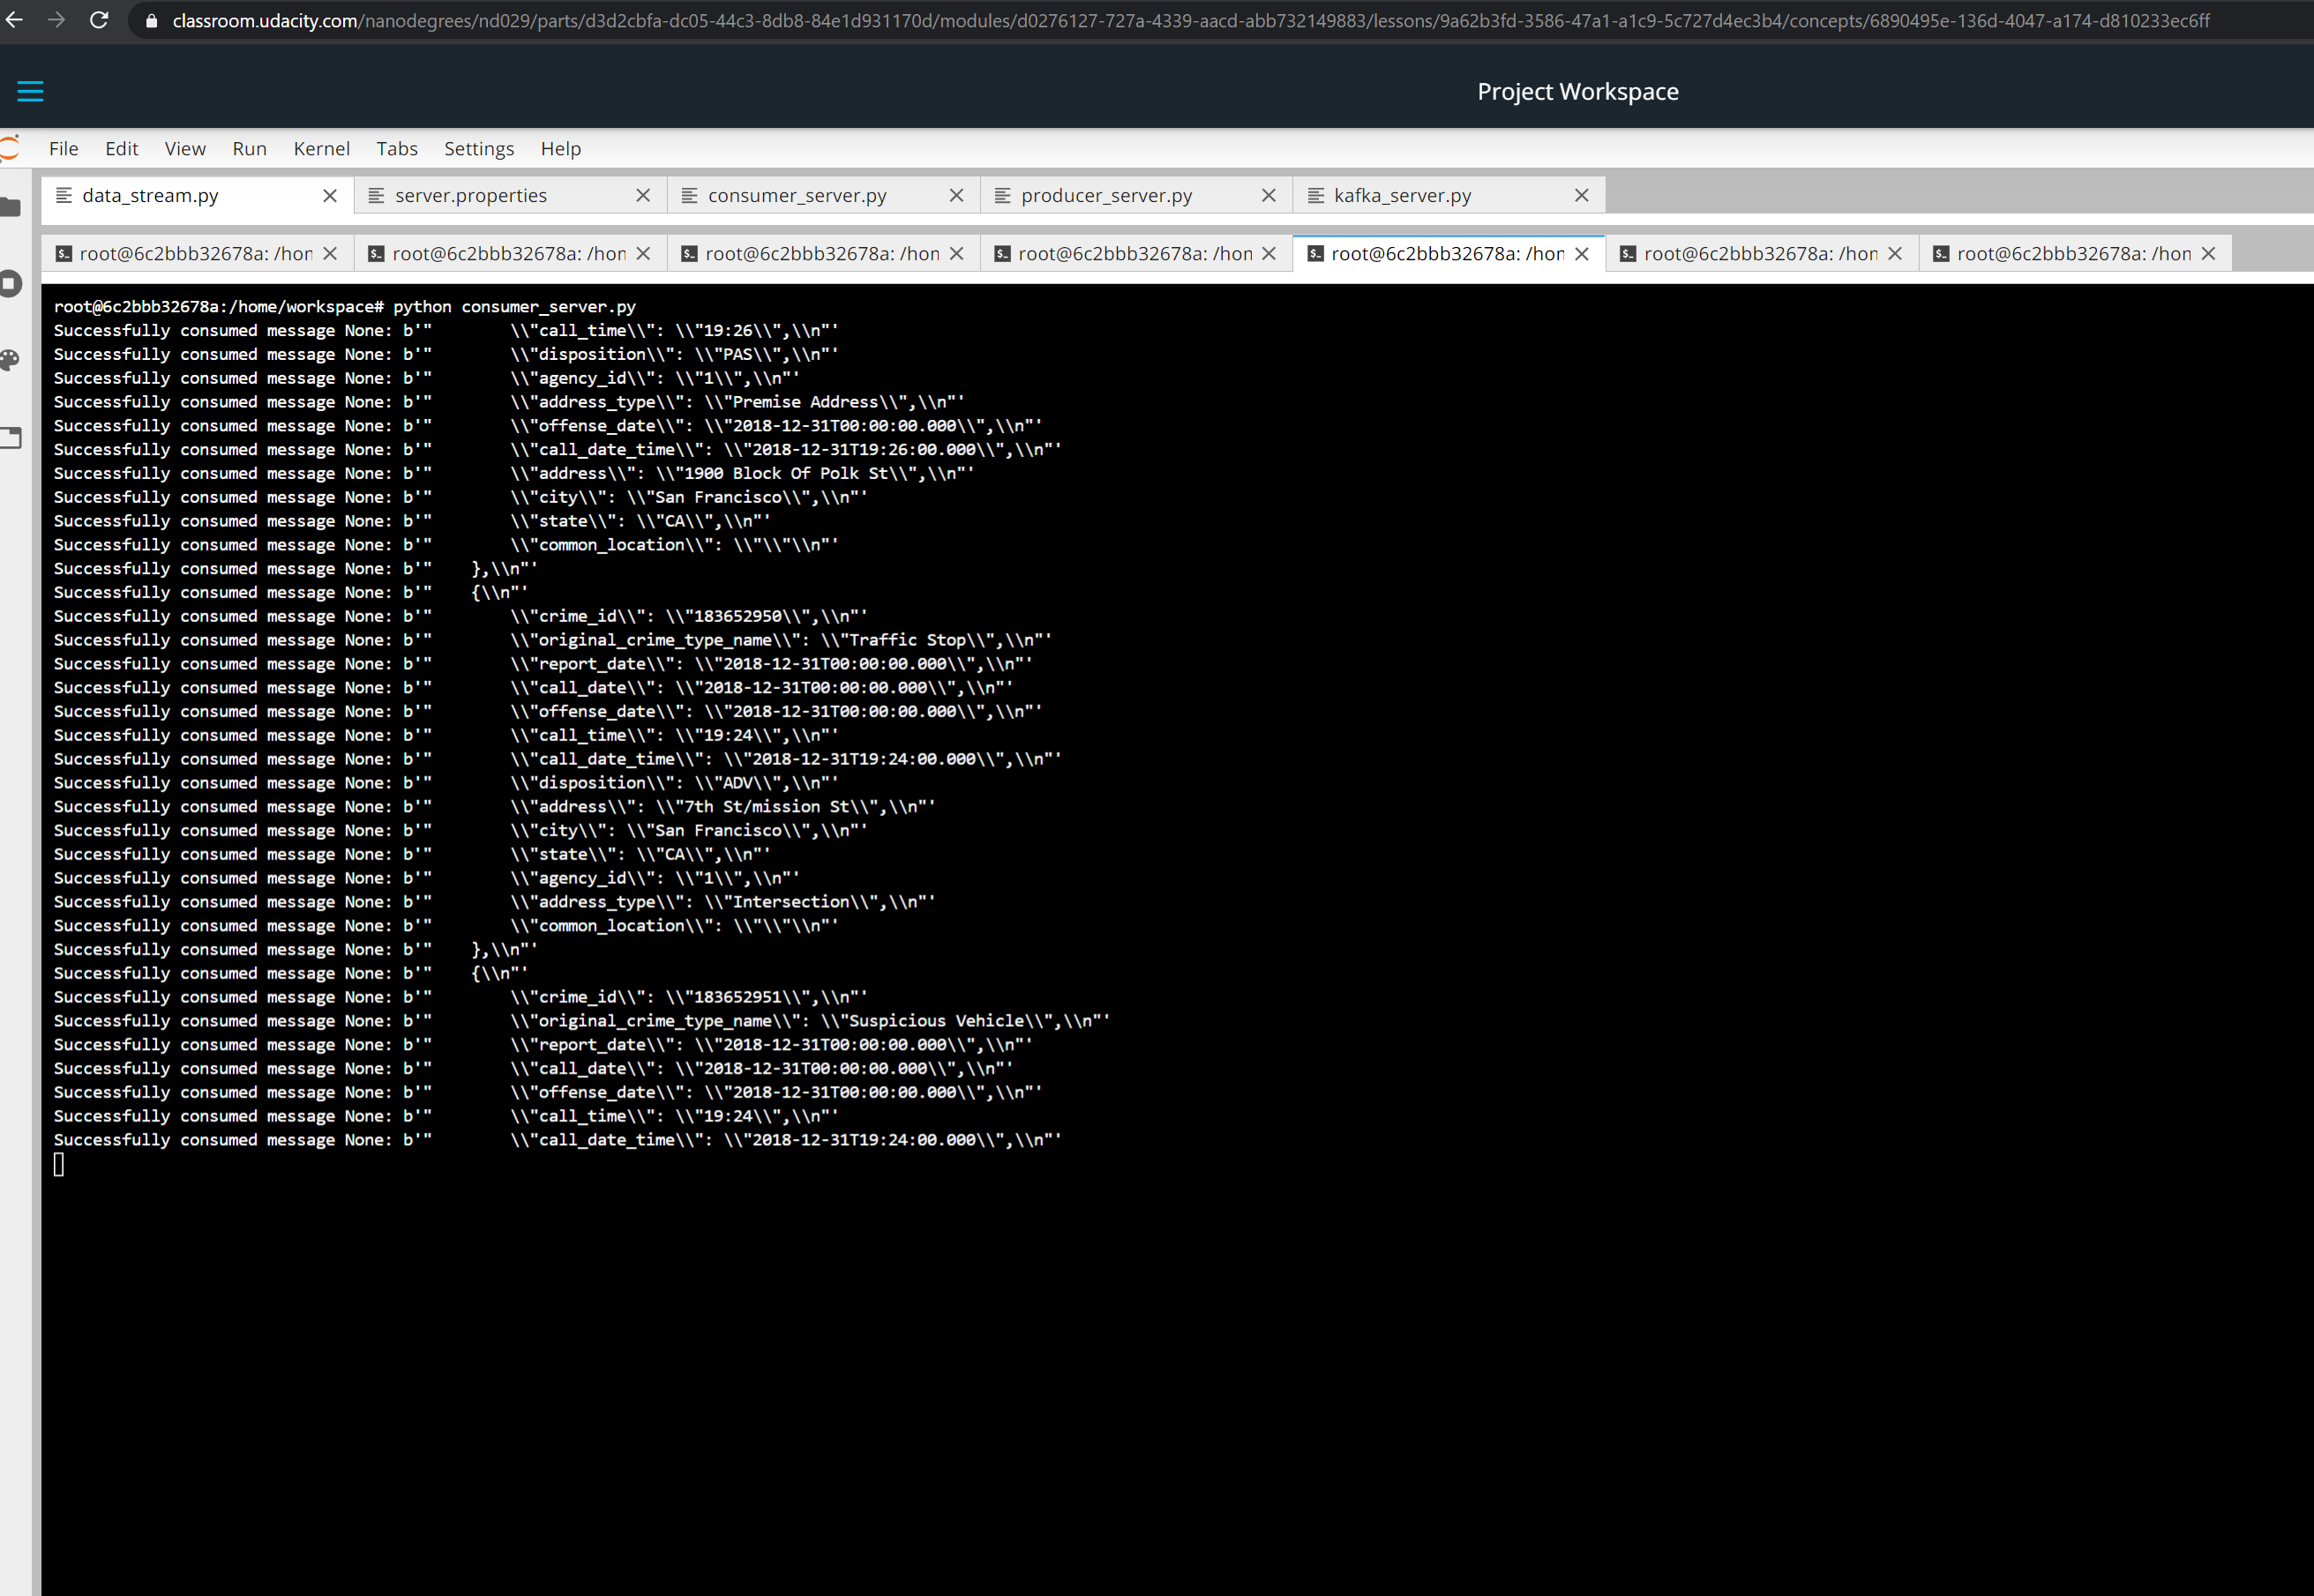 classroom.udacity.com/nanodegrees/nd029/parts/d3d2cbfa-dc05-44c3-8db8-84e1d931170d/modules/d0276127-727a-4339-aacd-abb732149883/lessons/9a62b3fd-3586-47a1-a1c9-5c727d4ec3b4/concepts/6890495e-136d-4047-a174-d810233ec6ff
Project Workspace
File Edit View Run Kernel Tabs Settings Help
data_stream.py server.properties consumer_server.py producer_server.py kafka_server.py
root@6c2bbb32678a: /hon root@6c2bbb32678a: /hon root@6c2bbb32678a: /hon root@6c2bbb32678a: /hon root@6c2bbb32678a: /hon root@6c2bbb32678a: /hon root@6c2bbb32678a: /hon
root@6c2bbb32678a:/home/workspace# python consumer_server.py
Successfully consumed message None: b'"        \\"call_time\\": \\"19:26\\",\\n"'
Successfully consumed message None: b'"        \\"disposition\\": \\"PAS\\",\\n"'
Successfully consumed message None: b'"        \\"agency_id\\": \\"1\\",\\n"'
Successfully consumed message None: b'"        \\"address_type\\": \\"Premise Address\\",\\n"'
Successfully consumed message None: b'"        \\"offense_date\\": \\"2018-12-31T00:00:00.000\\",\\n"'
Successfully consumed message None: b'"        \\"call_date_time\\": \\"2018-12-31T19:26:00.000\\",\\n"'
Successfully consumed message None: b'"        \\"address\\": \\"1900 Block Of Polk St\\",\\n"'
Successfully consumed message None: b'"        \\"city\\": \\"San Francisco\\",\\n"'
Successfully consumed message None: b'"        \\"state\\": \\"CA\\",\\n"'
Successfully consumed message None: b'"        \\"common_location\\": \\"\\"\\n"'
Successfully consumed message None: b'"    },\\n"'
Successfully consumed message None: b'"    {\\n"'
Successfully consumed message None: b'"        \\"crime_id\\": \\"183652950\\",\\n"'
Successfully consumed message None: b'"        \\"original_crime_type_name\\": \\"Traffic Stop\\",\\n"'
Successfully consumed message None: b'"        \\"report_date\\": \\"2018-12-31T00:00:00.000\\",\\n"'
Successfully consumed message None: b'"        \\"call_date\\": \\"2018-12-31T00:00:00.000\\",\\n"'
Successfully consumed message None: b'"        \\"offense_date\\": \\"2018-12-31T00:00:00.000\\",\\n"'
Successfully consumed message None: b'"        \\"call_time\\": \\"19:24\\",\\n"'
Successfully consumed message None: b'"        \\"call_date_time\\": \\"2018-12-31T19:24:00.000\\",\\n"'
Successfully consumed message None: b'"        \\"disposition\\": \\"ADV\\",\\n"'
Successfully consumed message None: b'"        \\"address\\": \\"7th St/mission St\\",\\n"'
Successfully consumed message None: b'"        \\"city\\": \\"San Francisco\\",\\n"'
Successfully consumed message None: b'"        \\"state\\": \\"CA\\",\\n"'
Successfully consumed message None: b'"        \\"agency_id\\": \\"1\\",\\n"'
Successfully consumed message None: b'"        \\"address_type\\": \\"Intersection\\",\\n"'
Successfully consumed message None: b'"        \\"common_location\\": \\"\\"\\n"'
Successfully consumed message None: b'"    },\\n"'
Successfully consumed message None: b'"    {\\n"'
Successfully consumed message None: b'"        \\"crime_id\\": \\"183652951\\",\\n"'
Successfully consumed message None: b'"        \\"original_crime_type_name\\": \\"Suspicious Vehicle\\",\\n"'
Successfully consumed message None: b'"        \\"report_date\\": \\"2018-12-31T00:00:00.000\\",\\n"'
Successfully consumed message None: b'"        \\"call_date\\": \\"2018-12-31T00:00:00.000\\",\\n"'
Successfully consumed message None: b'"        \\"offense_date\\": \\"2018-12-31T00:00:00.000\\",\\n"'
Successfully consumed message None: b'"        \\"call_time\\": \\"19:24\\",\\n"'
Successfully consumed message None: b'"        \\"call_date_time\\": \\"2018-12-31T19:24:00.000\\",\\n"'